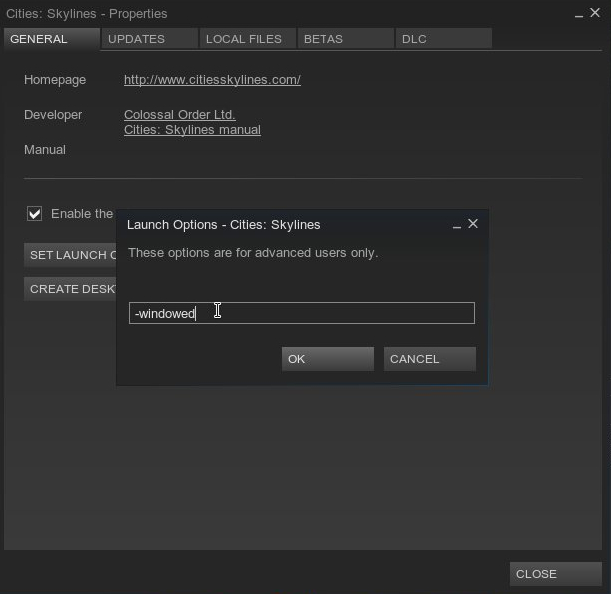 Cities: Skylines - Properties
GENERAL UPDATES LOCAL FILES BETAS DLC
Homepage http://www.citiesskylines.com/
Developer Colossal Order Ltd.
Cities: Skylines manual
Manual
Enable the
Launch Options - Cities: Skylines
SET LAUNCH
These options are for advanced users only.
CREATE
-windowed
OK CANCEL
CLOSE